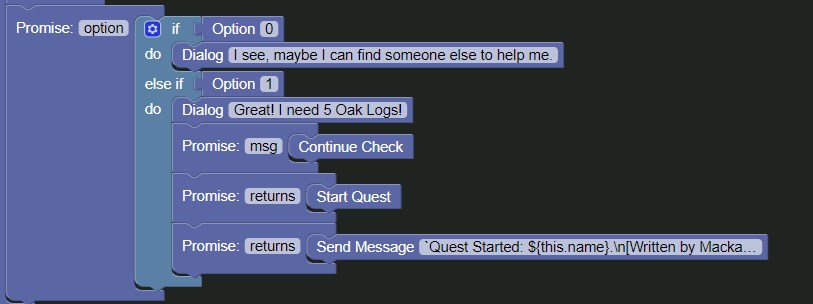 Promise: option if Option 0
do Dialog I see, maybe I can find someone else to help me.
else if Option 1
do Dialog Great! I need 5 Oak Logs!
Promise: msg Continue Check
Promise: returns Start Quest
Promise: returns Send Message `Quest Started: ${this.name}.\n[Written by Macka...